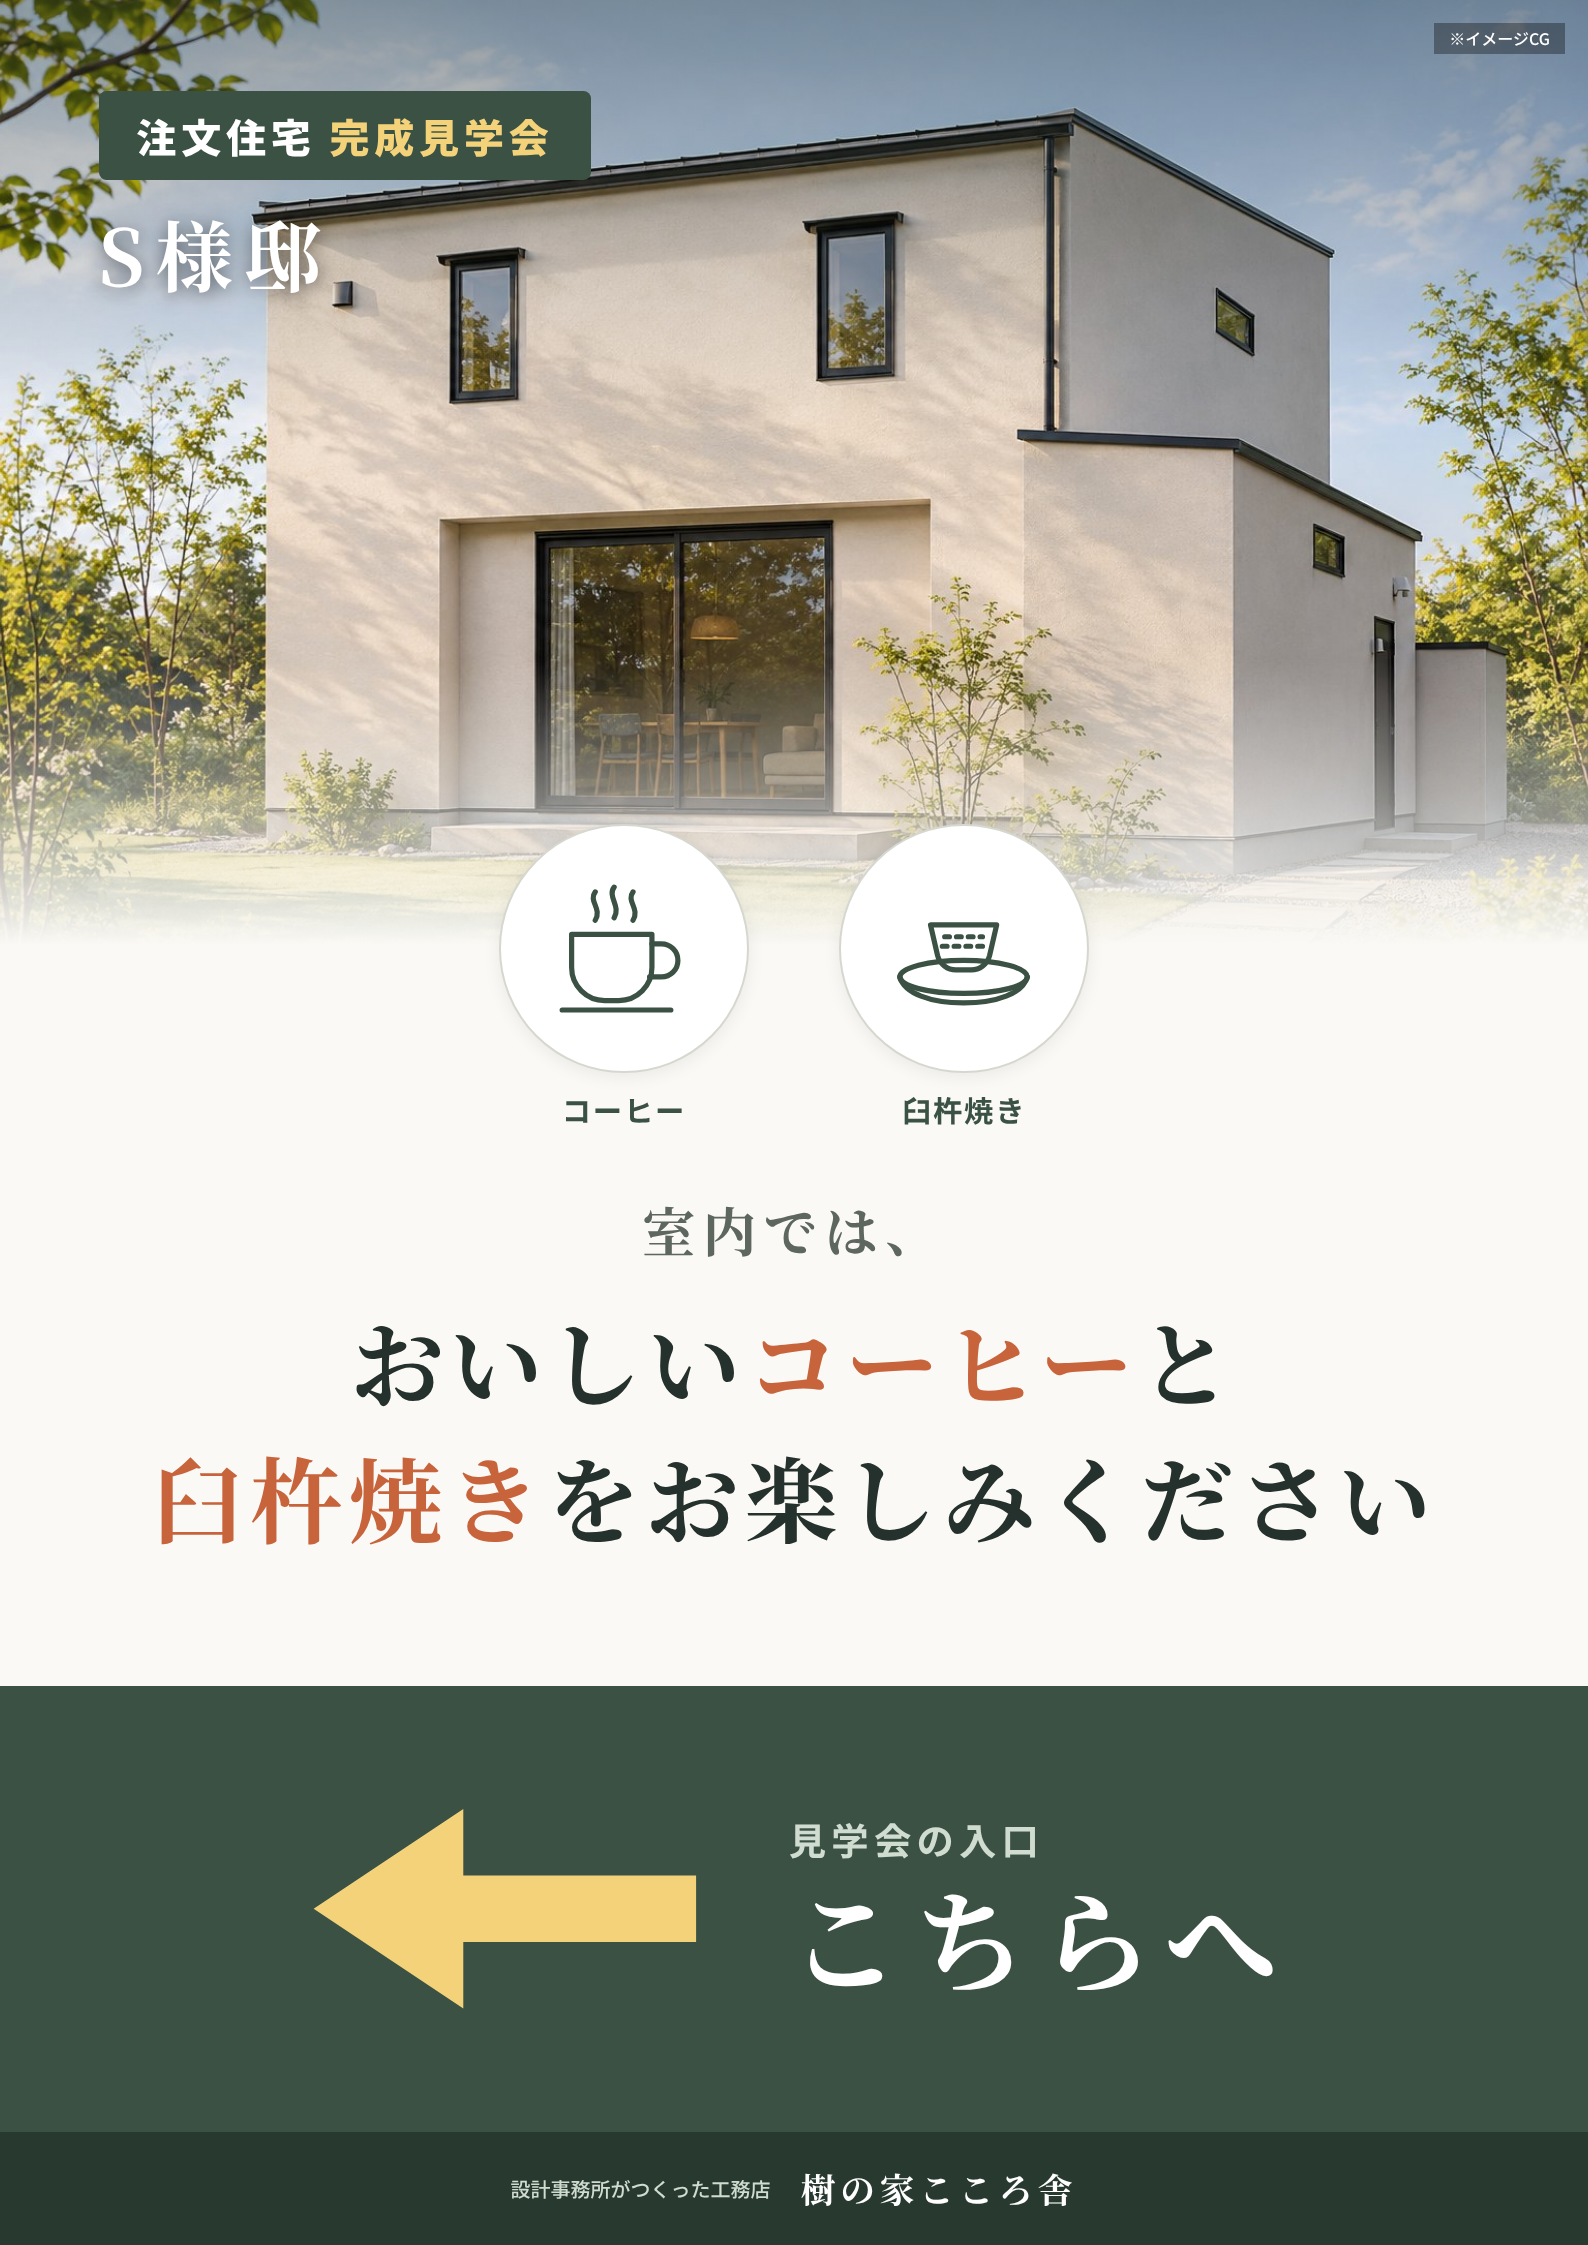 ※イメージCG
注文住宅 完成見学会
S様邸
コーヒー
臼杵焼き
室内では、
おいしいコーヒーと
臼杵焼きをお楽しみください
見学会の入口
こちらへ
設計事務所がつくった工務店 樹の家こころ舎